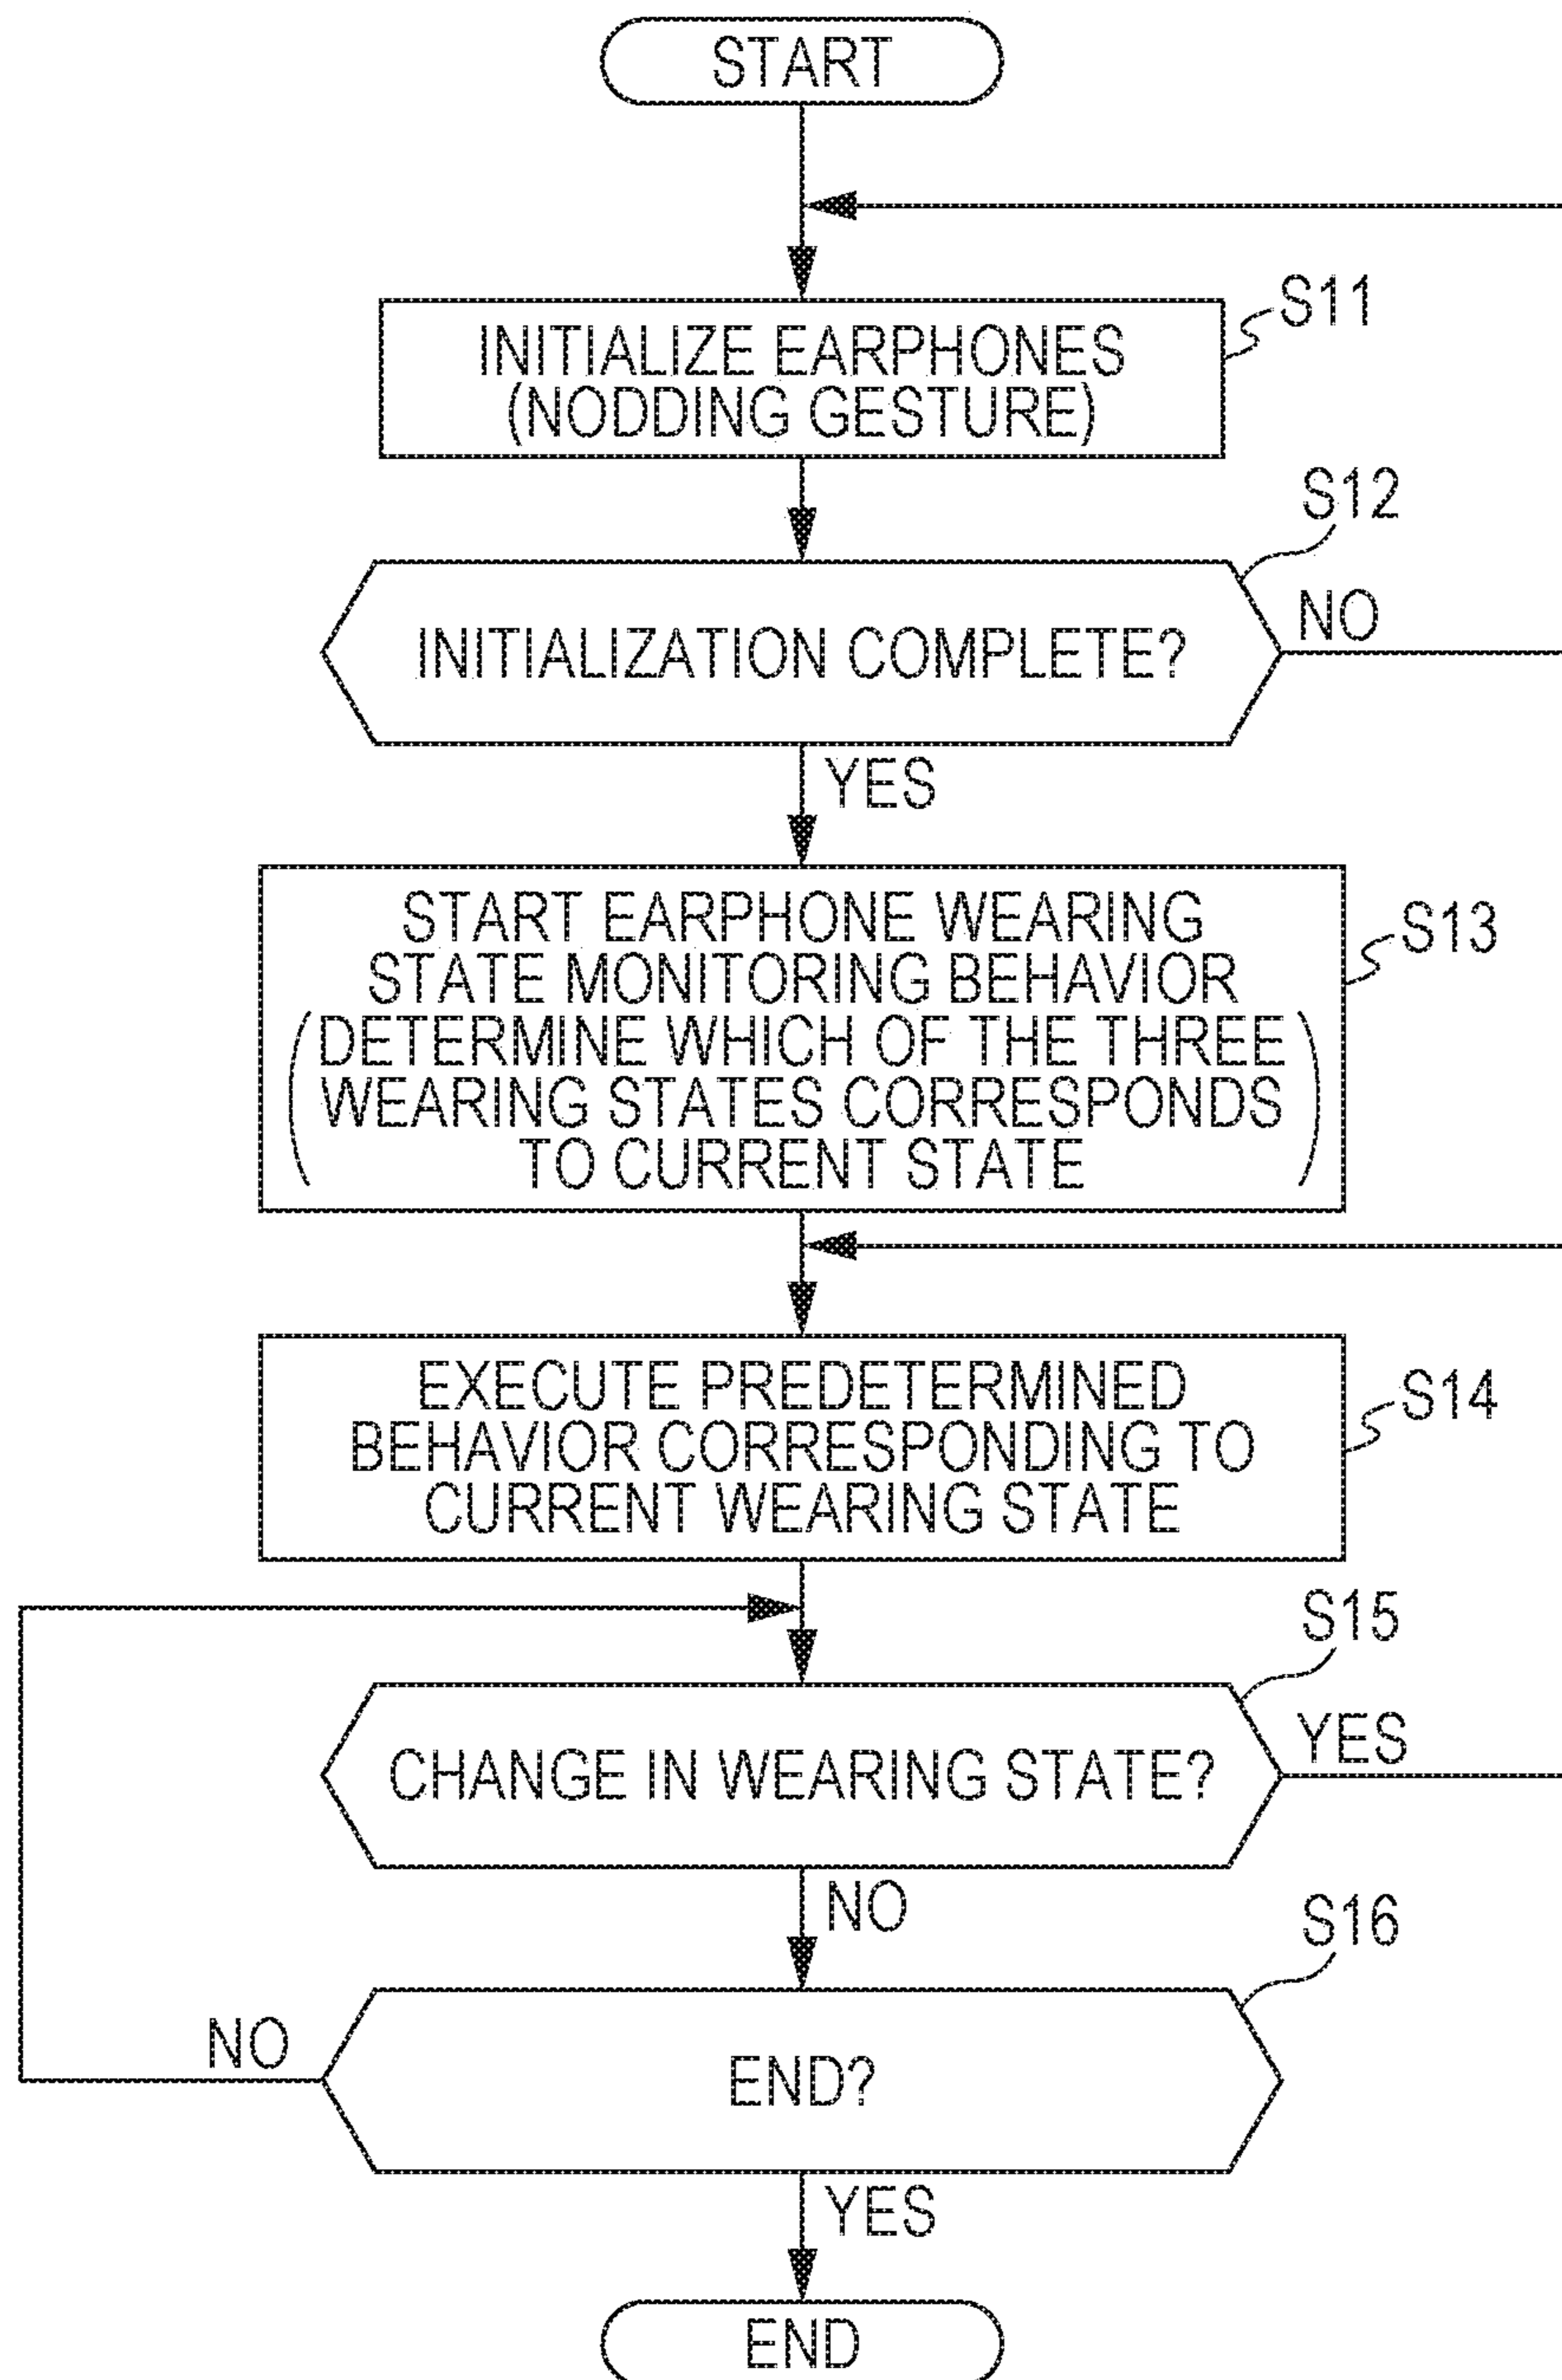 START
INITIALIZE EARPHONES
(NODDING GESTURE)
S11
S12
INITIALIZATION COMPLETE?
NO
YES
START EARPHONE WEARING
STATE MONITORING BEHAVIOR
(DETERMINE WHICH OF THE THREE
WEARING STATES CORRESPONDS
TO CURRENT STATE)
S13
EXECUTE PREDETERMINED
BEHAVIOR CORRESPONDING TO
CURRENT WEARING STATE
S14
S15
CHANGE IN WEARING STATE?
YES
NO
S16
END?
NO
YES
END